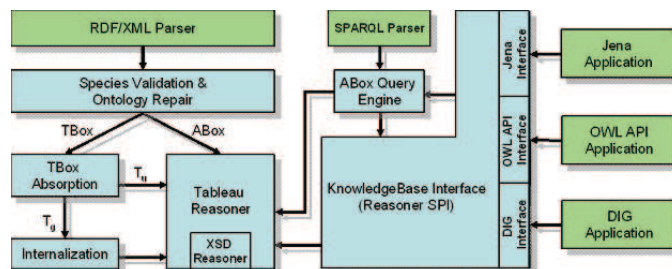 RDF/XML Parser
SPARQL Parser
Species Validation &
Ontology Repair
ABox Query
Engine
Jena
Interface
Jena
Application
TBox
ABox
OWL API
Interface
OWL API
Application
TBox
Absorption
Tu
Tableau
Reasoner
KnowledgeBase Interface
(Reasoner SPI)
Tg
DIG
Interface
DIG
Application
Internalization
XSD
Reasoner